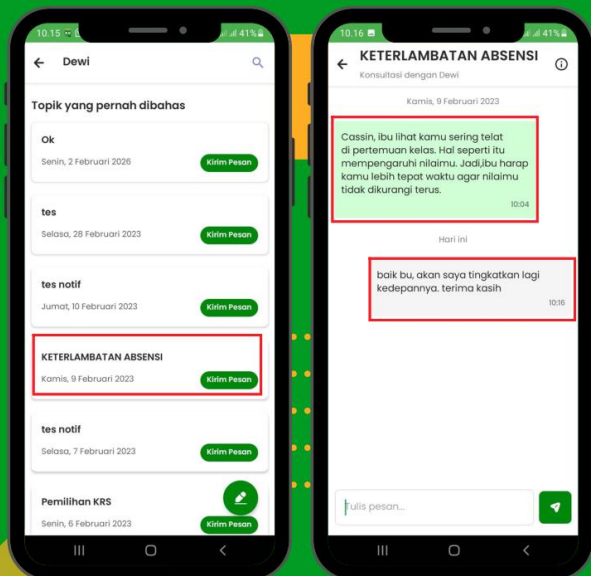 10.15
41%
Dewi
Topik yang pernah dibahas
Ok
Senin, 2 Februari 2026
Kirim Pesan
tes
Selasa, 28 Februari 2023
Kirim Pesan
tes notif
Jumat, 10 Februari 2023
Kirim Pesan
KETERLAMBATAN ABSENSI
Kamis, 9 Februari 2023
Kirim Pesan
tes notif
Selasa, 7 Februari 2023
Kirim Pesan
Pemilihan KRS
Senin, 6 Februari 2023
Kirim Pesan
10.16
41%
KETERLAMBATAN ABSENSI
Konsultasi dengan Dewi
Kamis, 9 Februari 2023
Cassin, ibu lihat kamu sering telat
di pertemuan kelas. Hal seperti itu
mempengaruhi nilaimu. Jadi,ibu harap
kamu lebih tepat waktu agar nilaimu
tidak dikurangi terus.
10:04
Hari ini
baik bu, akan saya tingkatkan lagi
kedepannya. terima kasih
10:16
Tulis pesan...